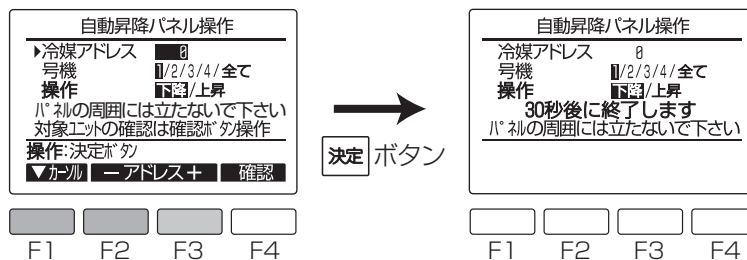 自動昇降パネル操作
▶冷媒アドレス 0
号機 1/2/3/4/全て
操作 下降/上昇
パネルの周囲には立たないで下さい
対象ユニットの確認は確認ボタン操作
操作:決定ボタン
▼カーソル －アドレス＋ 確認
F1 F2 F3 F4
決定 ボタン
自動昇降パネル操作
冷媒アドレス 0
号機 1/2/3/4/全て
操作 下降/上昇
30秒後に終了します
パネルの周囲には立たないで下さい
F1 F2 F3 F4